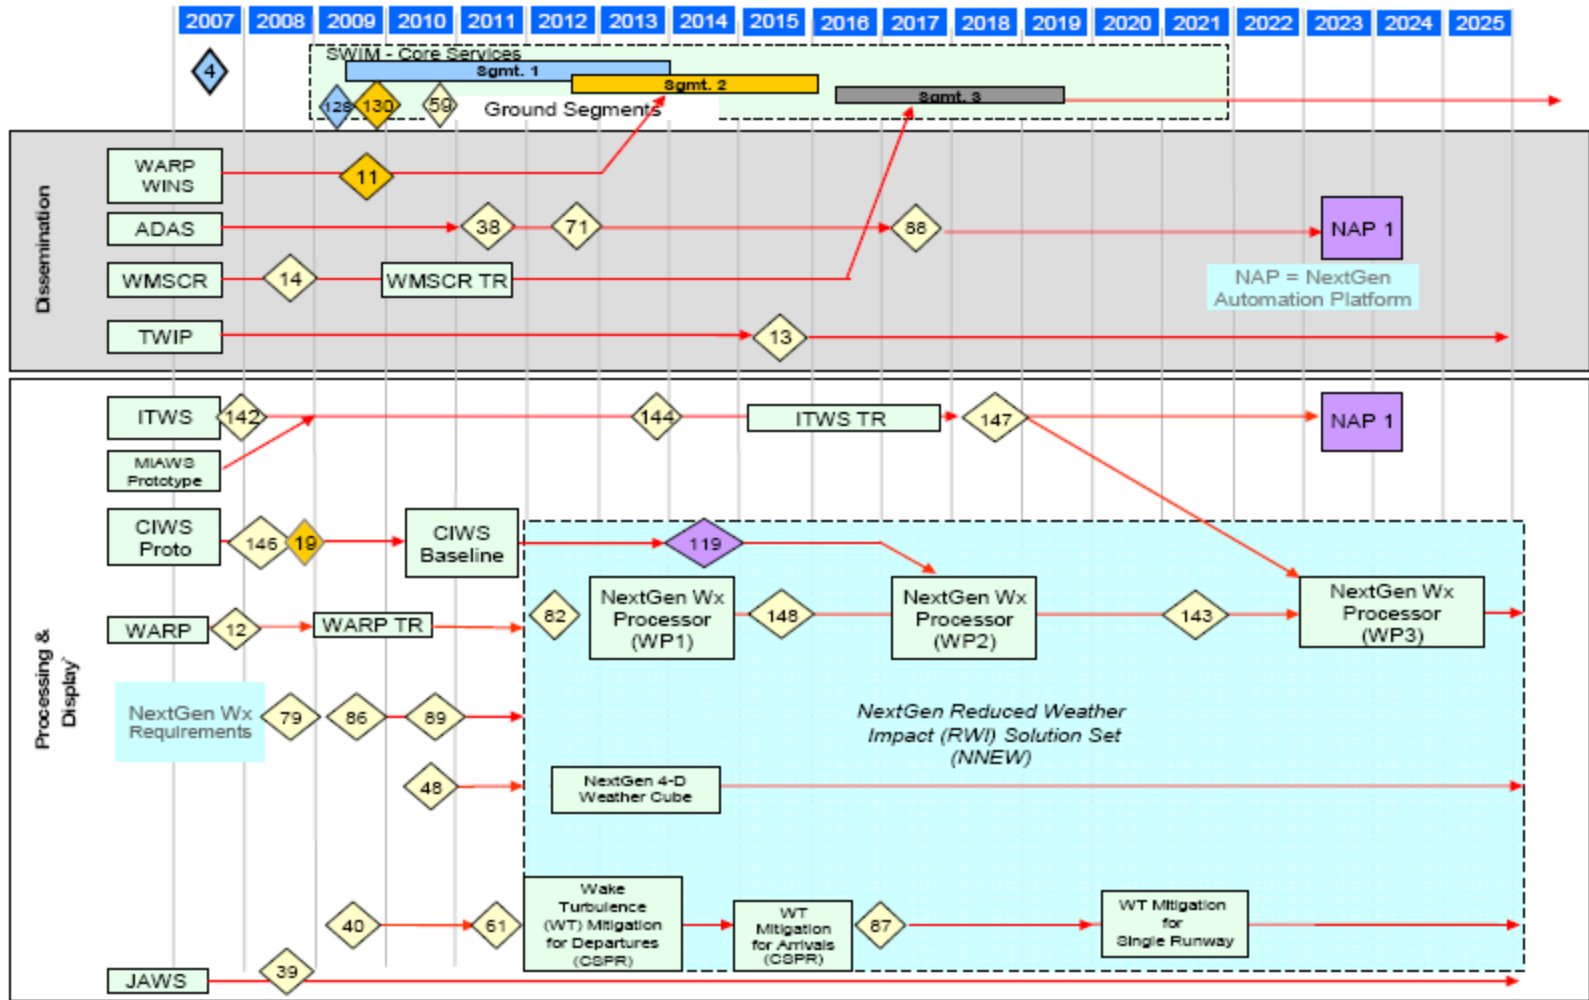 2007 2008 2009 2010 2011 2012 2013 2014 2015 2016 2017 2018 2019 2020 2021 2022 2023 2024 2025
SWIM - Core Services
4
Sgmt. 1
Sgmt. 2
Sgmt. 3
128 130 59 Ground Segments
Dissemination
WARP
WINS
11
ADAS 38 71 88 NAP 1
WMSCR 14 WMSCR TR
NAP = NextGen
Automation Platform
TWIP 13
Processing &
Display
ITWS 142 144 ITWS TR 147 NAP 1
MIAWS
Prototype
CIWS
Proto
146 19
CIWS
Baseline
119
WARP 12 WARP TR 82
NextGen Wx
Processor
(WP1)
148
NextGen Wx
Processor
(WP2)
143
NextGen Wx
Processor
(WP3)
NextGen Wx
Requirements
79 86 89
NextGen Reduced Weather
Impact (RWI) Solution Set
(NNEW)
48
NextGen 4-D
Weather Cube
40 61
Wake
Turbulence
(WT) Mitigation
for Departures
(CSPR)
WT
Mitigation
for Arrivals
(CSPR)
87
WT Mitigation
for
Single Runway
JAWS 39